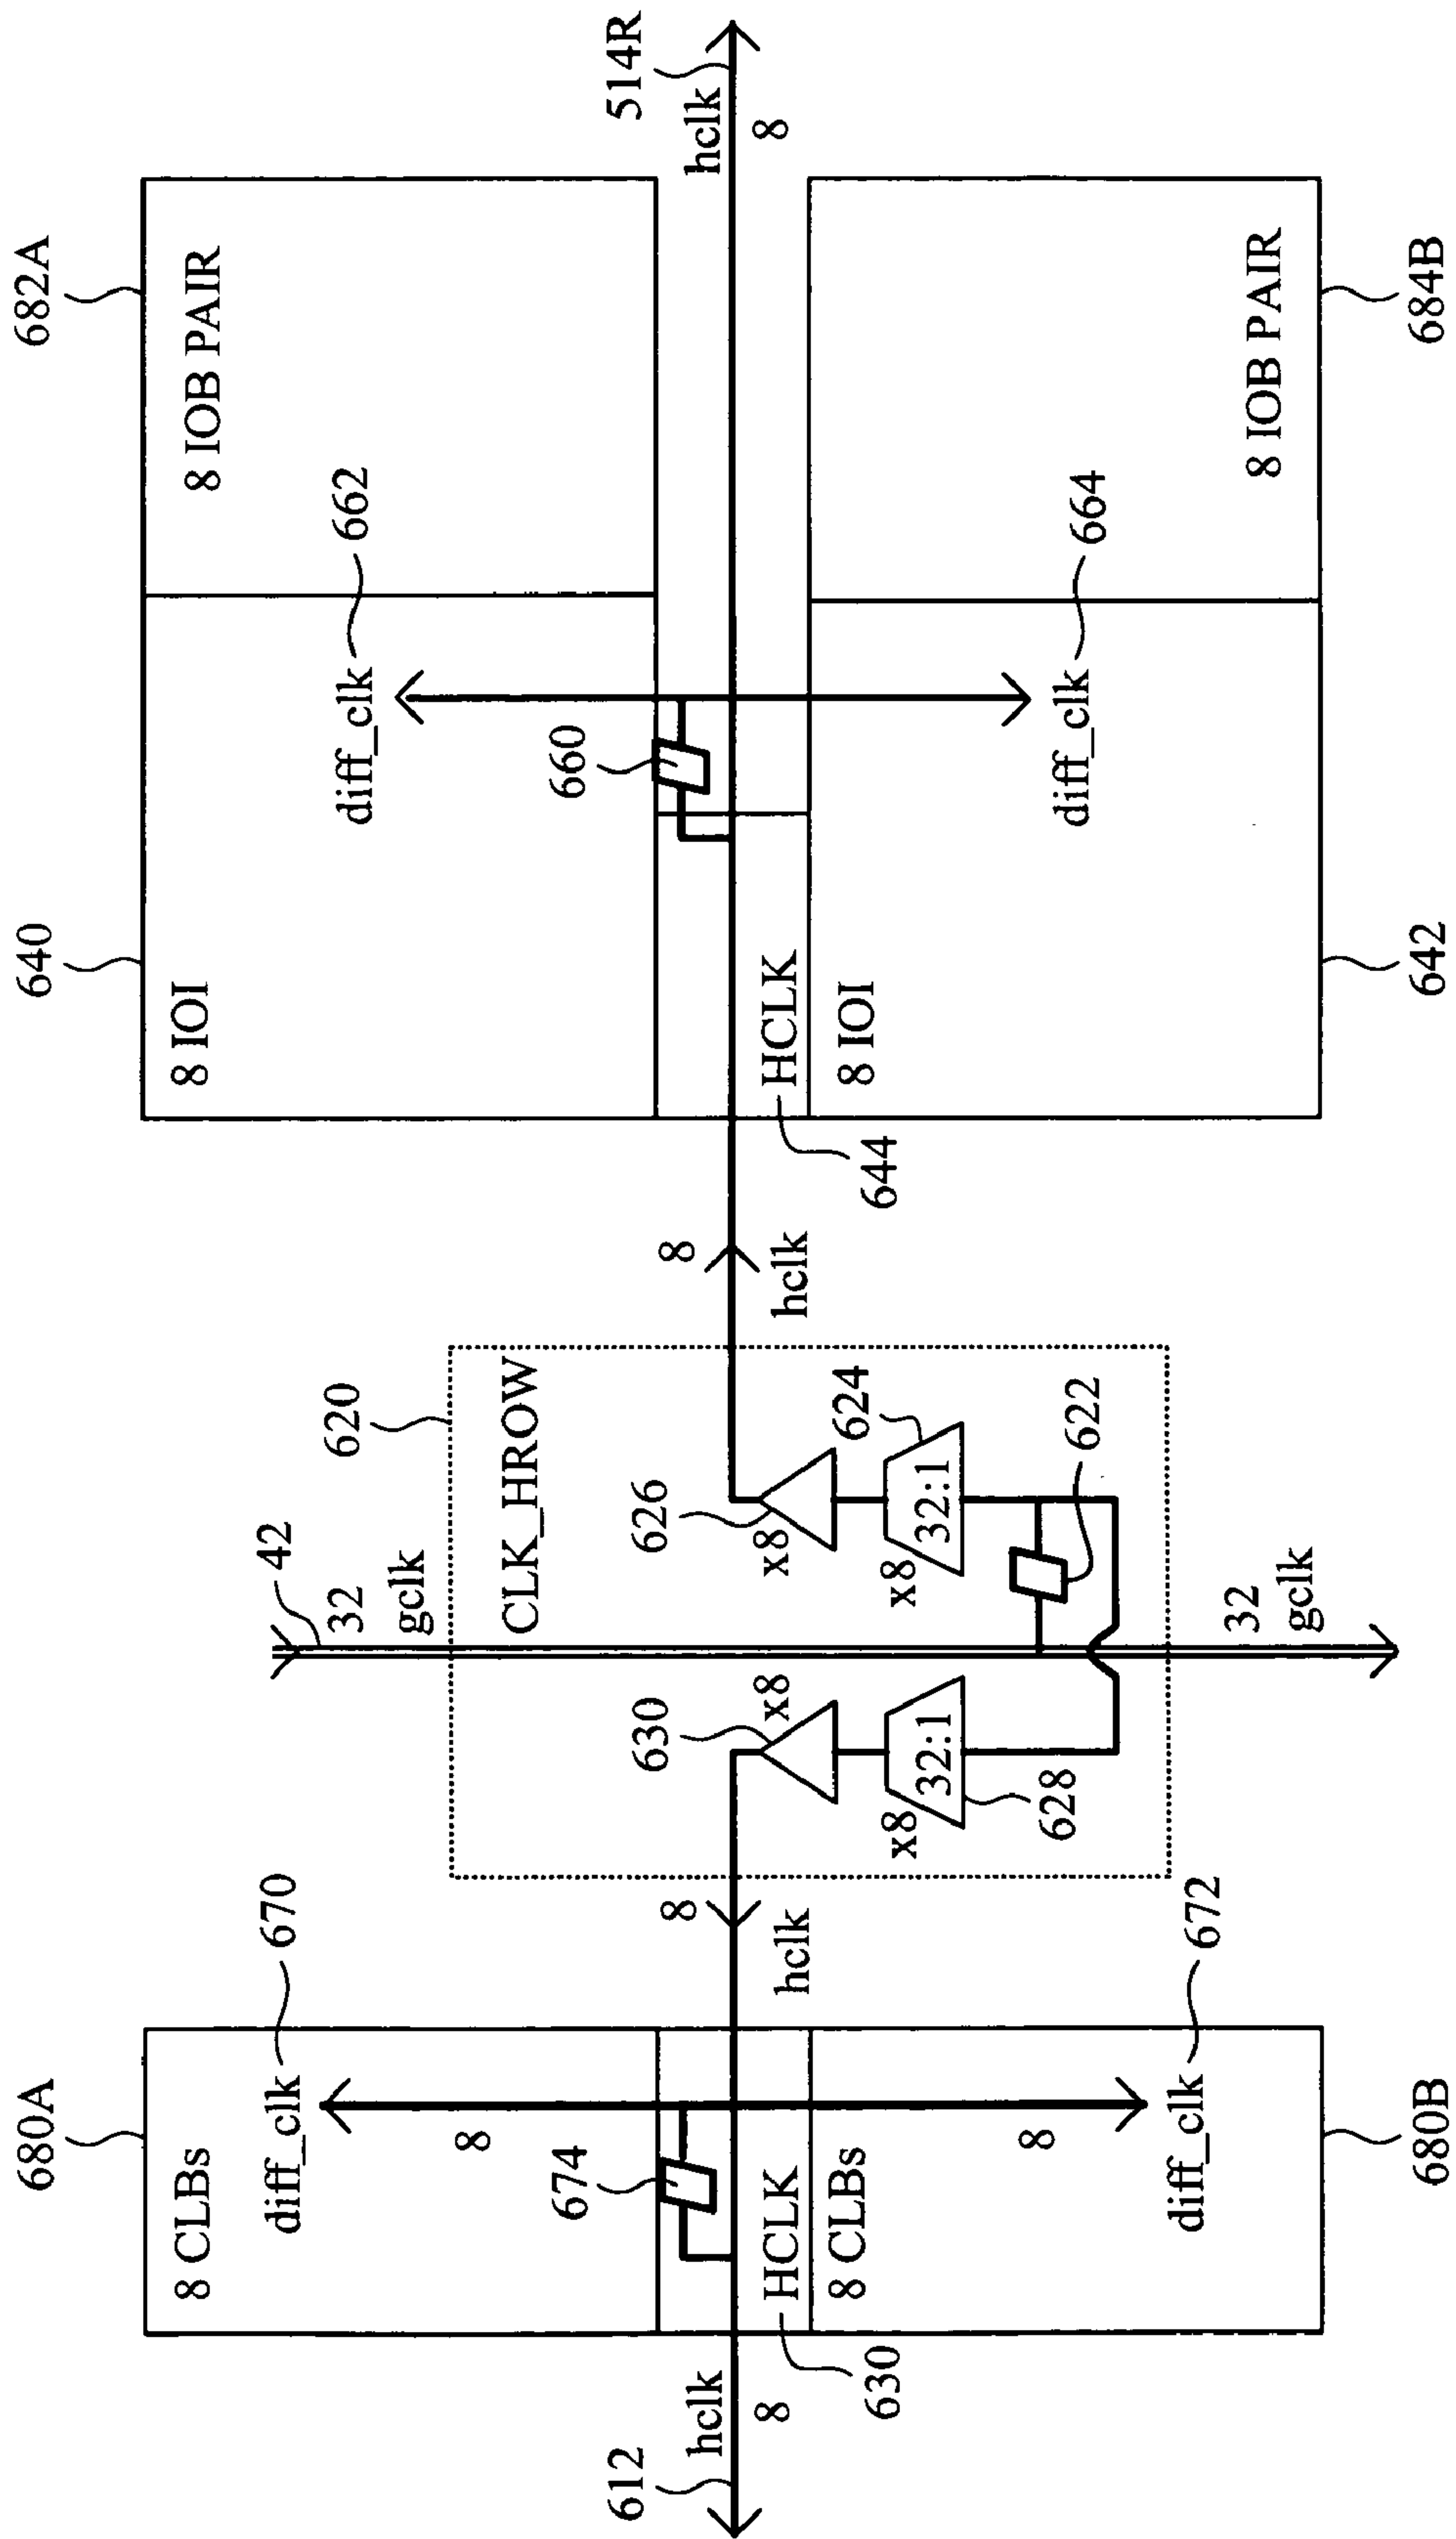 680A
8 CLBs
diff_clk
670
8
674
612
hclk
8
HCLK
630
8 CLBs
8
diff_clk
672
680B
8
hclk
42
32
gclk
620
CLK_HROW
630
x8
626
x8
x8
32:1
628
x8
32:1
624
622
32
gclk
8
hclk
640
8 IOI
diff_clk
662
682A
8 IOB PAIR
660
514R
hclk
8
HCLK
644
8 IOI
diff_clk
664
8 IOB PAIR
642
684B